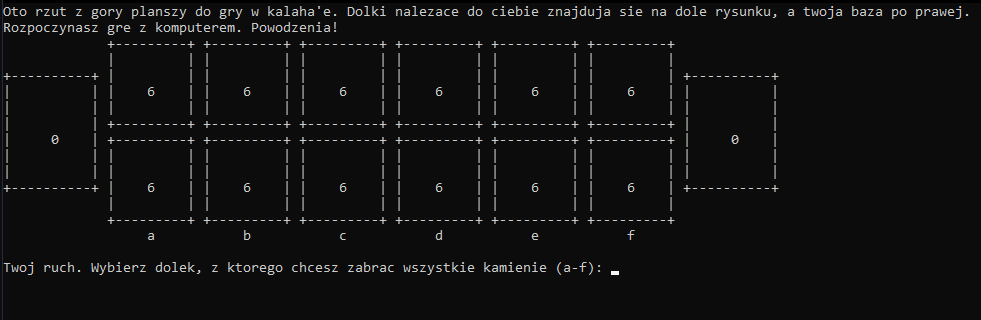 Oto rzut z gory planszy do gry w kalaha'e. Dolki nalezace do ciebie znajduja sie na dole rysunku, a twoja baza po prawej.
Rozpoczynasz gre z komputerem. Powodzenia!
6 6 6 6 6 6
0 0
6 6 6 6 6 6
a b c d e f
Twoj ruch. Wybierz dolek, z ktorego chcesz zabrac wszystkie kamienie (a-f):